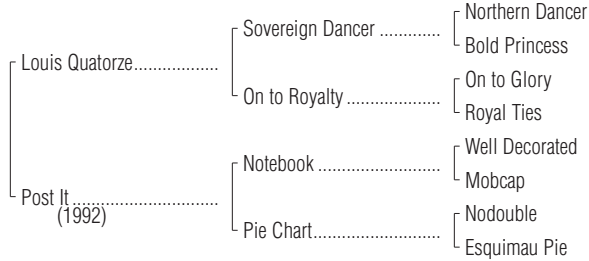 Northern Dancer
Sovereign Dancer .............
Bold Princess
Louis Quatorze..................
On to Glory
On to Royalty ....................
Royal Ties
Well Decorated
Notebook ..........................
Mobcap
Post It ...............................
(1992)
Nodouble
Pie Chart...........................
Esquimau Pie